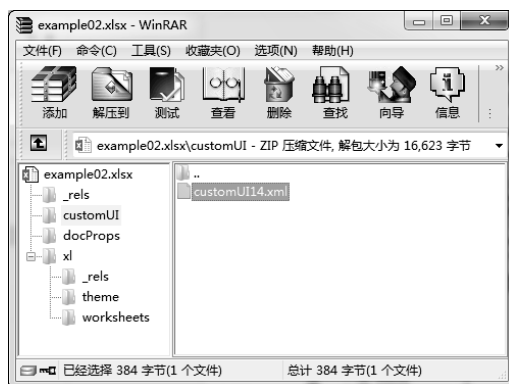 example02.xlsx - WinRAR
文件(F) 命令(C) 工具(S) 收藏夹(O) 选项(N) 帮助(H)
添加 解压到 测试 查看 删除 查找 向导 信息
example02.xlsx\customUI - ZIP 压缩文件, 解包大小为 16,623 字节
example02.xlsx
_rels
customUI
docProps
xl
_rels
theme
worksheets
..
customUI14.xml
已经选择 384 字节(1 个文件) 总计 384 字节(1 个文件)